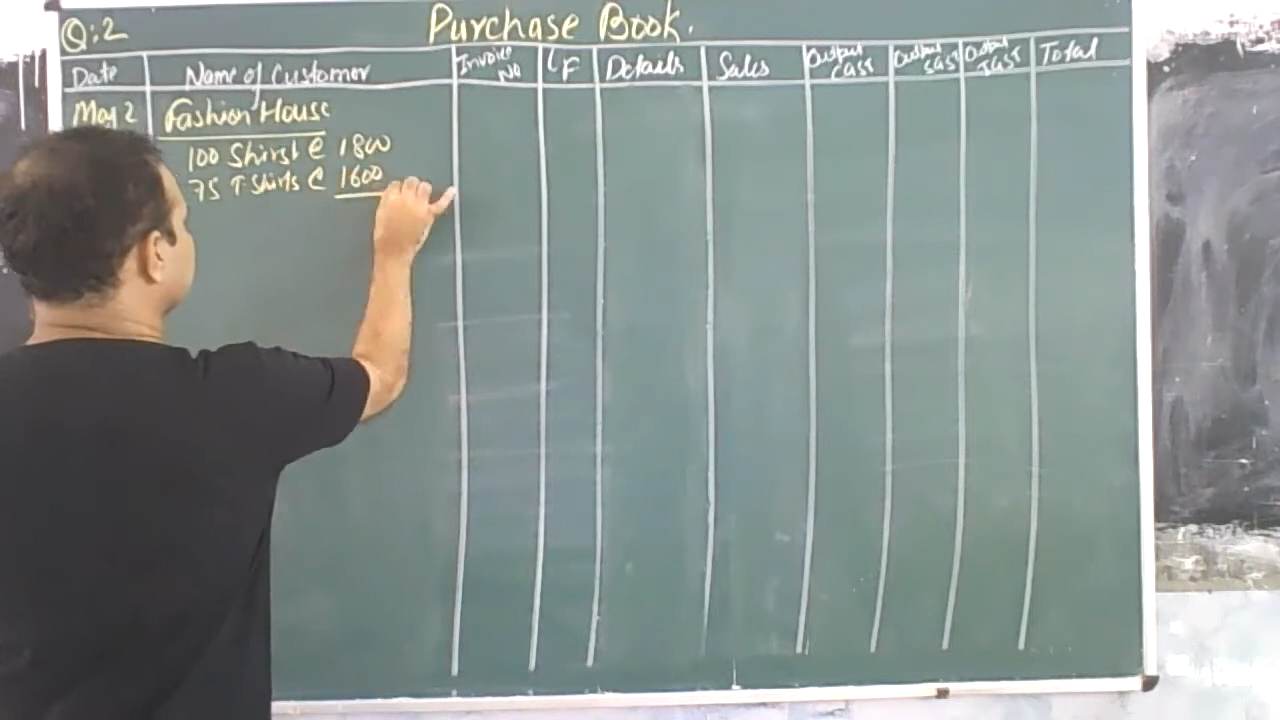 Q:2 Purchase Book.
Date Name of Customer Invoice No LF Details Sales Output CGST Output SGST Output IGST Total
May 2 Fashion House
100 Shirst @ 1800
75 T Shirts @ 1600